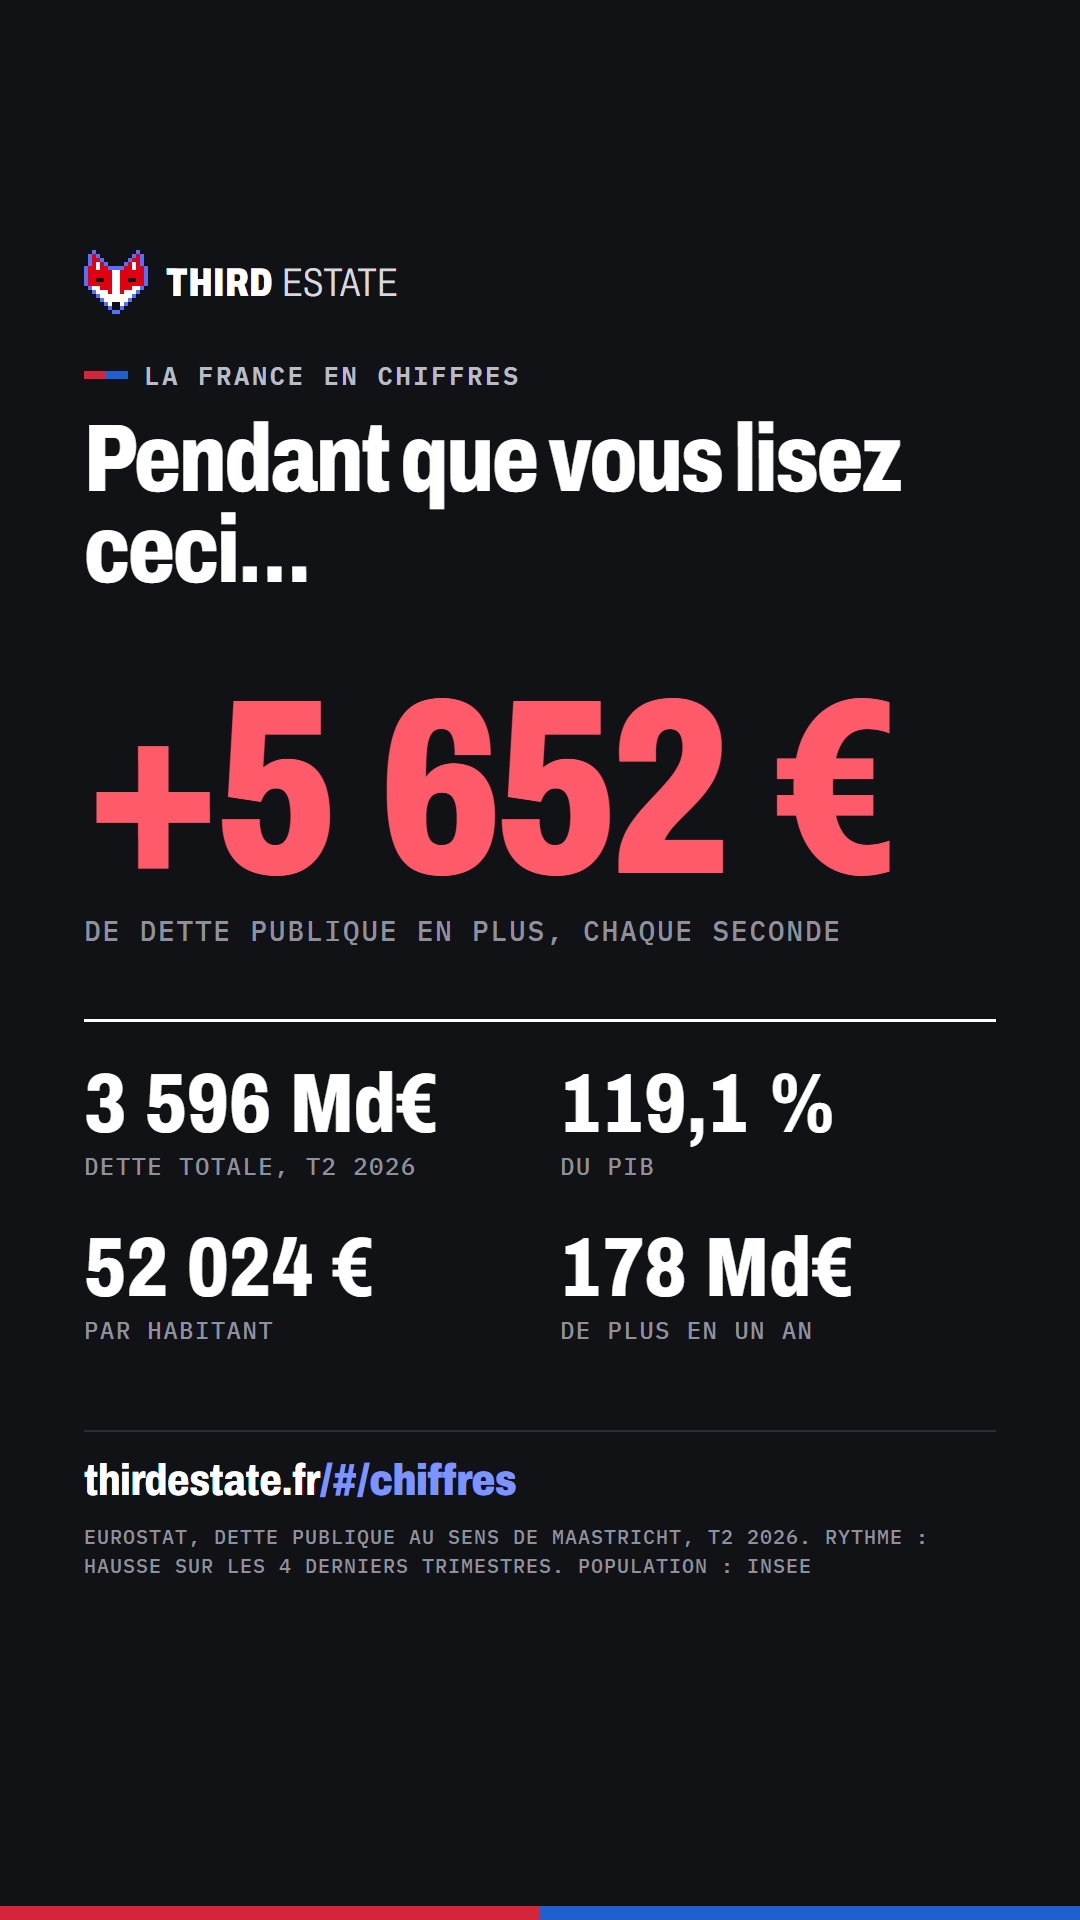 THIRD ESTATE
LA FRANCE EN CHIFFRES
Pendant que vous lisez
ceci...
+5 652 €
DE DETTE PUBLIQUE EN PLUS, CHAQUE SECONDE
3 596 Md€
DETTE TOTALE, T2 2026
119,1 %
DU PIB
52 024 €
PAR HABITANT
178 Md€
DE PLUS EN UN AN
thirdestate.fr/#/chiffres
EUROSTAT, DETTE PUBLIQUE AU SENS DE MAASTRICHT, T2 2026. RYTHME :
HAUSSE SUR LES 4 DERNIERS TRIMESTRES. POPULATION : INSEE